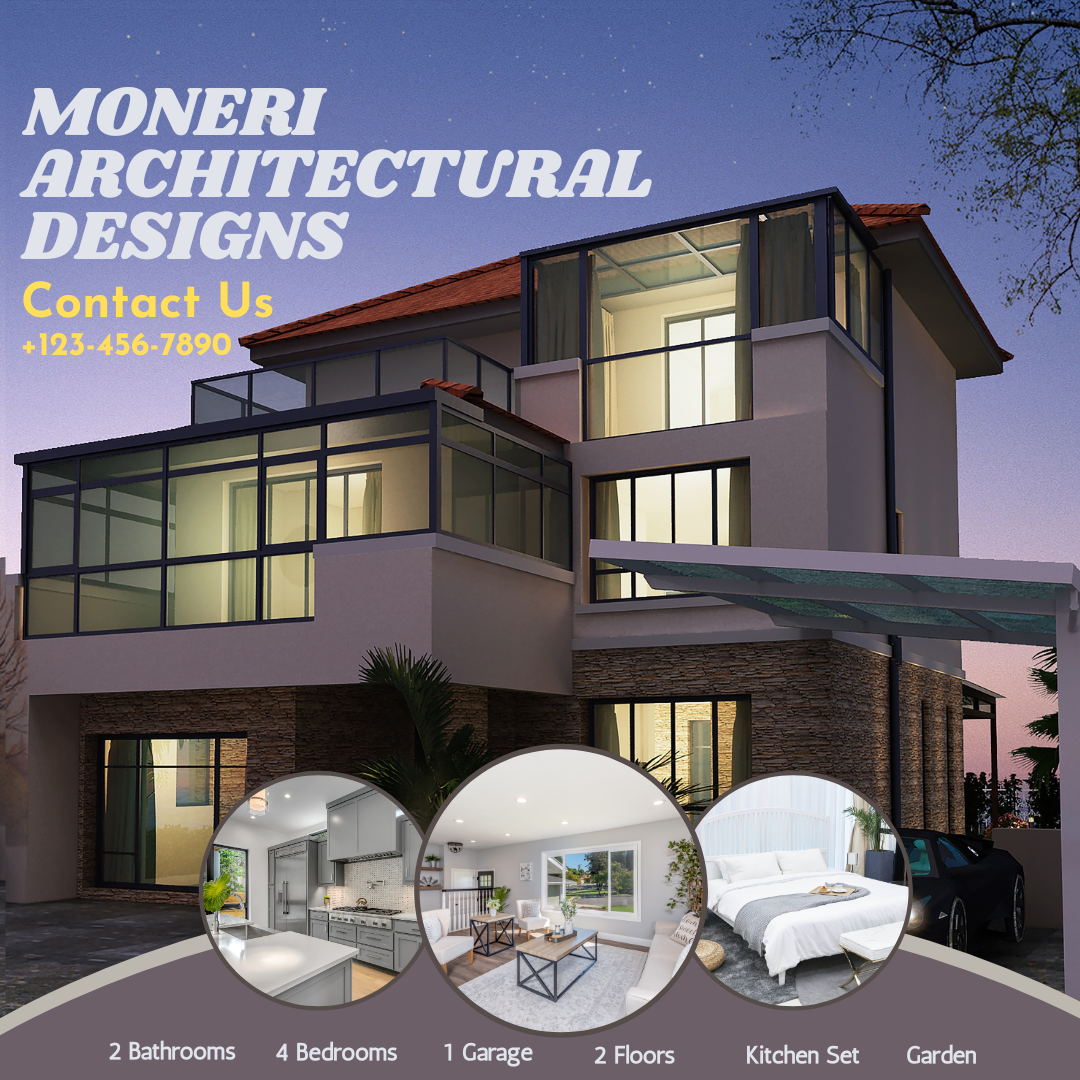 MONERI
ARCHITECTURAL
DESIGNS
Contact Us
+123-456-7890
2 Bathrooms 4 Bedrooms 1 Garage 2 Floors Kitchen Set Garden